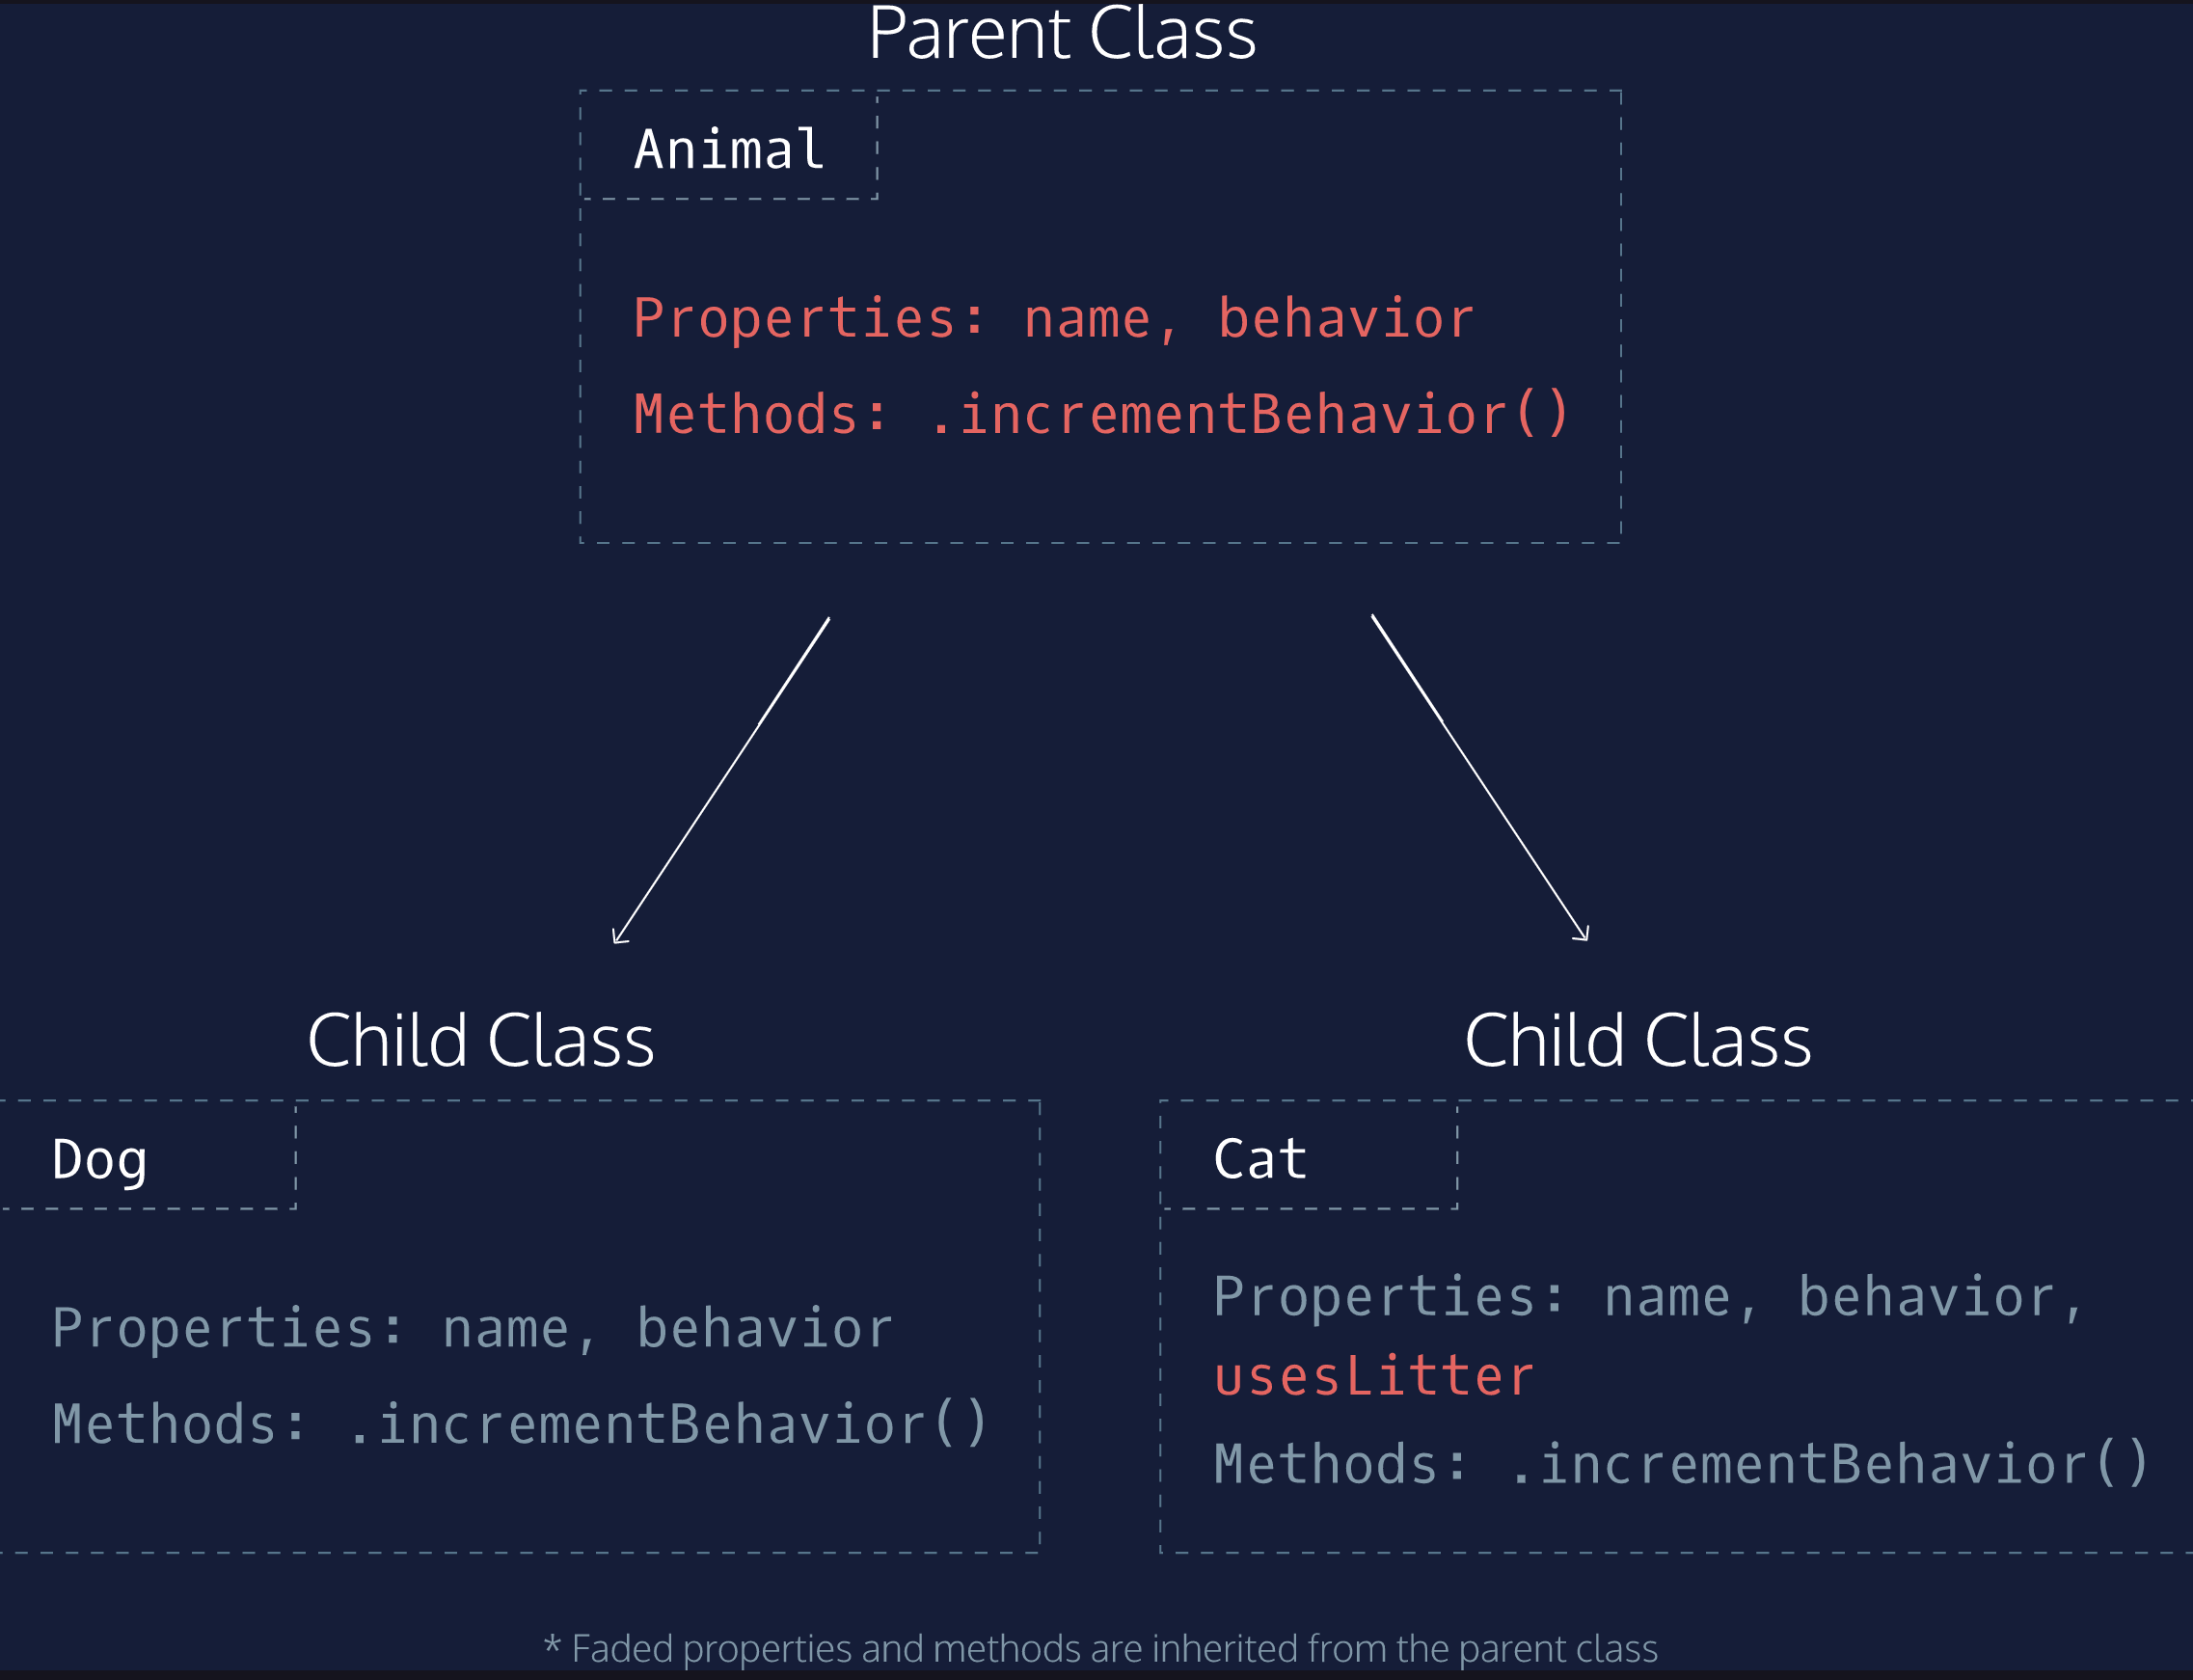 Parent Class
Animal
Properties: name, behavior
Methods: .incrementBehavior()
Child Class
Dog
Properties: name, behavior
Methods: .incrementBehavior()
Child Class
Cat
Properties: name, behavior,
usesLitter
Methods: .incrementBehavior()
* Faded properties and methods are inherited from the parent class